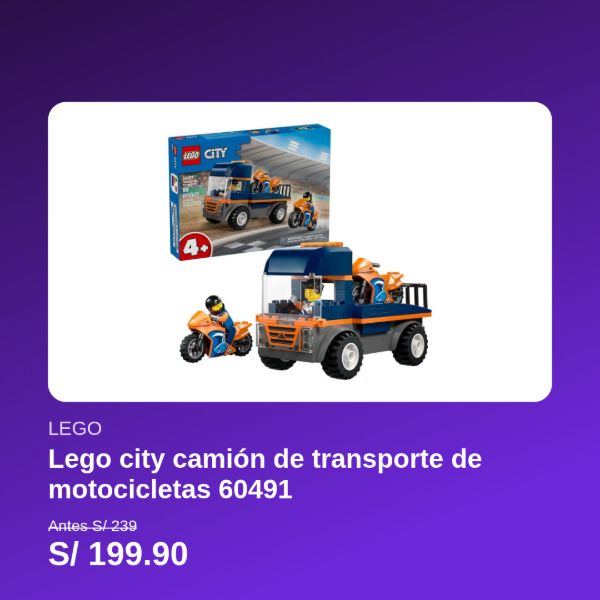 LEGO
CITY
4+
LEGO
Lego city camión de transporte de
motocicletas 60491
Antes S/ 239
S/ 199.90